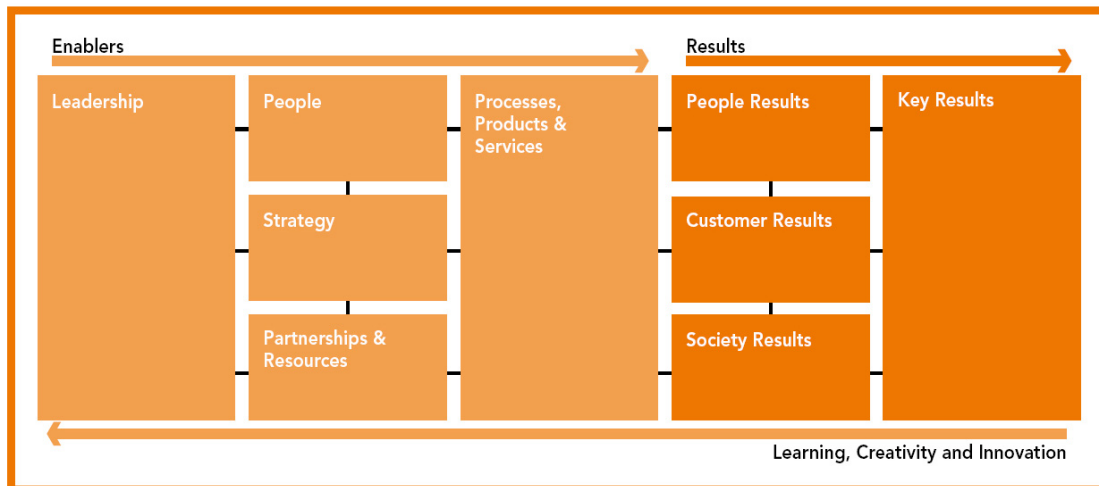 Enablers
Results
Leadership
People
Processes,
Products &
Services
People Results
Key Results
Strategy
Customer Results
Partnerships &
Resources
Society Results
Learning, Creativity and Innovation